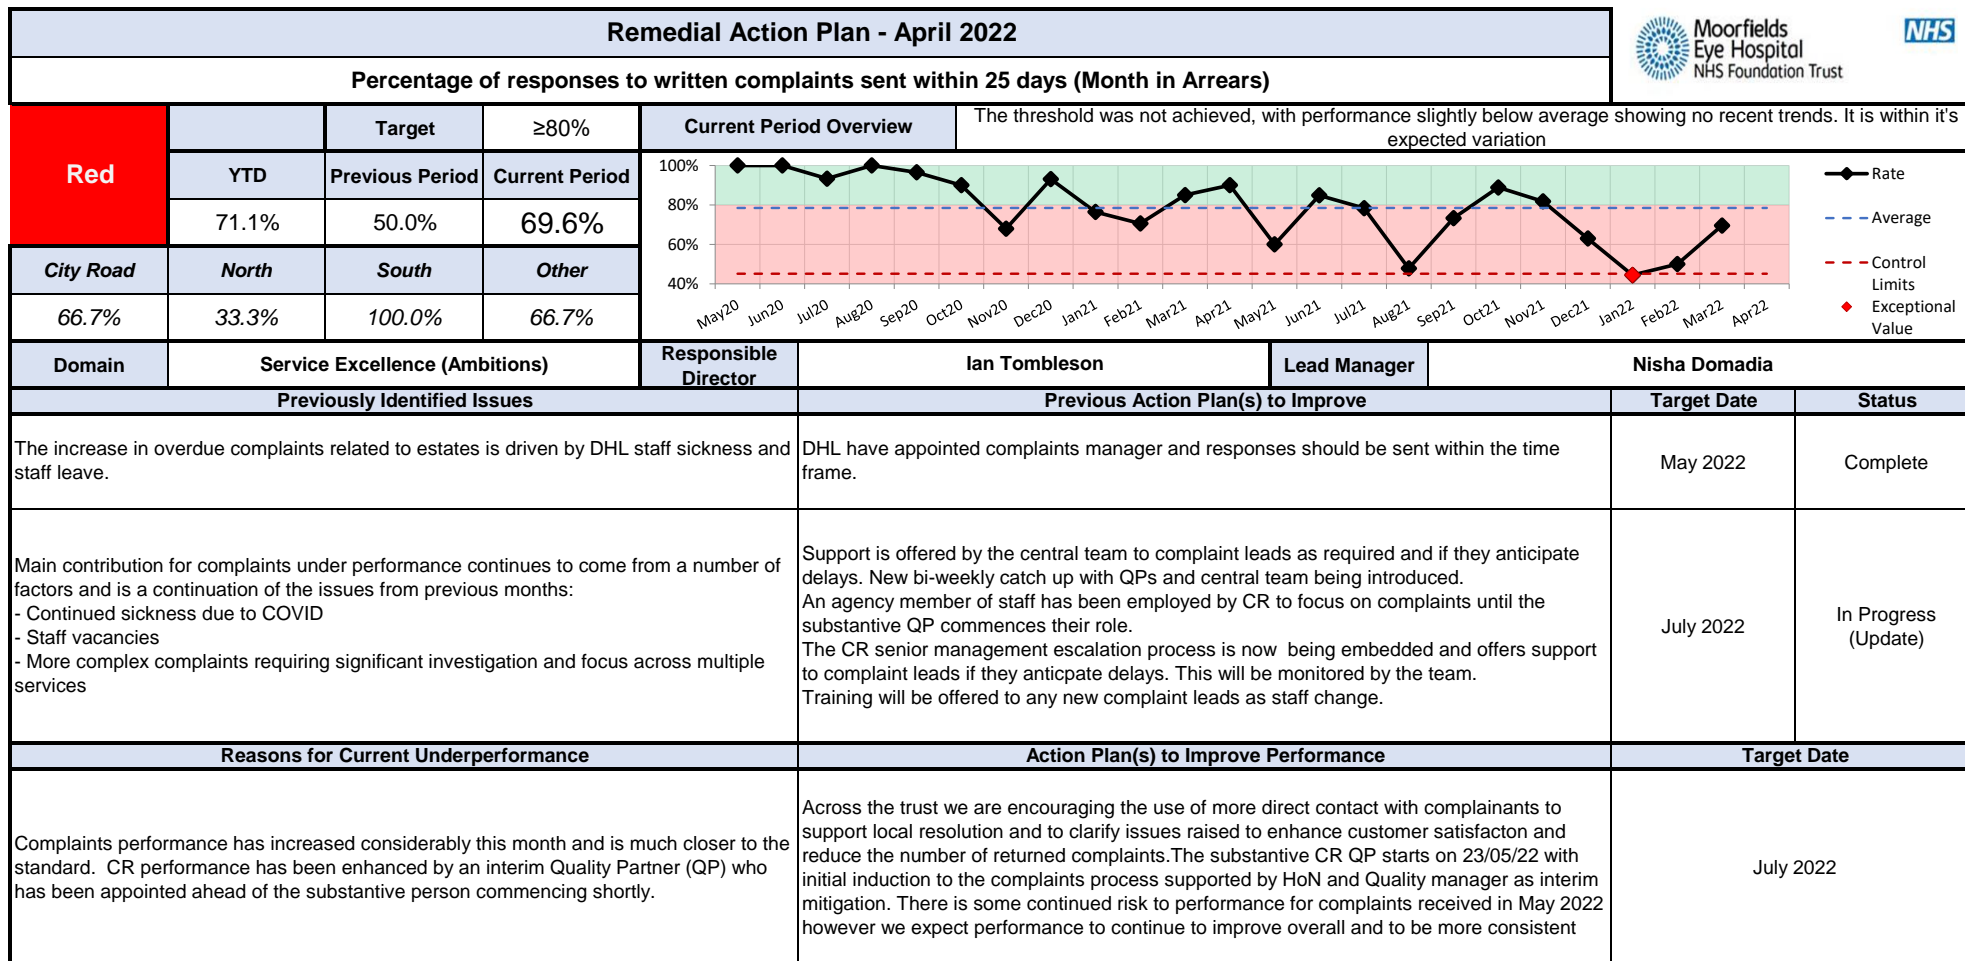 Remedial Action Plan - April 2022
Moorfields
Eye Hospital
NHS Foundation Trust
NHS
Percentage of responses to written complaints sent within 25 days (Month in Arrears)
Red
Target
≥80%
Current Period Overview
The threshold was not achieved, with performance slightly below average showing no recent trends. It is within it's
expected variation
YTD
Previous Period
Current Period
71.1%
50.0%
69.6%
City Road
North
South
Other
66.7%
33.3%
100.0%
66.7%
100%
80%
60%
40%
May20
Jun20
Jul20
Aug20
Sep20
Oct20
Nov20
Dec20
Jan21
Feb21
Mar21
Apr21
May21
Jun21
Jul21
Aug21
Sep21
Oct21
Nov21
Dec21
Jan22
Feb22
Mar22
Apr22
Rate
Average
Control
Limits
Exceptional
Value
Domain
Service Excellence (Ambitions)
Responsible
Director
Ian Tombleson
Lead Manager
Nisha Domadia
Previously Identified Issues
Previous Action Plan(s) to Improve
Target Date
Status
The increase in overdue complaints related to estates is driven by DHL staff sickness and
staff leave.
DHL have appointed complaints manager and responses should be sent within the time
frame.
May 2022
Complete
Main contribution for complaints under performance continues to come from a number of
factors and is a continuation of the issues from previous months:
- Continued sickness due to COVID
- Staff vacancies
- More complex complaints requiring significant investigation and focus across multiple
services
Support is offered by the central team to complaint leads as required and if they anticipate
delays. New bi-weekly catch up with QPs and central team being introduced.
An agency member of staff has been employed by CR to focus on complaints until the
substantive QP commences their role.
The CR senior management escalation process is now  being embedded and offers support
to complaint leads if they anticpate delays. This will be monitored by the team.
Training will be offered to any new complaint leads as staff change.
July 2022
In Progress
(Update)
Reasons for Current Underperformance
Action Plan(s) to Improve Performance
Target Date
Complaints performance has increased considerably this month and is much closer to the
standard.  CR performance has been enhanced by an interim Quality Partner (QP) who
has been appointed ahead of the substantive person commencing shortly.
Across the trust we are encouraging the use of more direct contact with complainants to
support local resolution and to clarify issues raised to enhance customer satisfacton and
reduce the number of returned complaints.The substantive CR QP starts on 23/05/22 with
initial induction to the complaints process supported by HoN and Quality manager as interim
mitigation. There is some continued risk to performance for complaints received in May 2022
however we expect performance to continue to improve overall and to be more consistent
July 2022